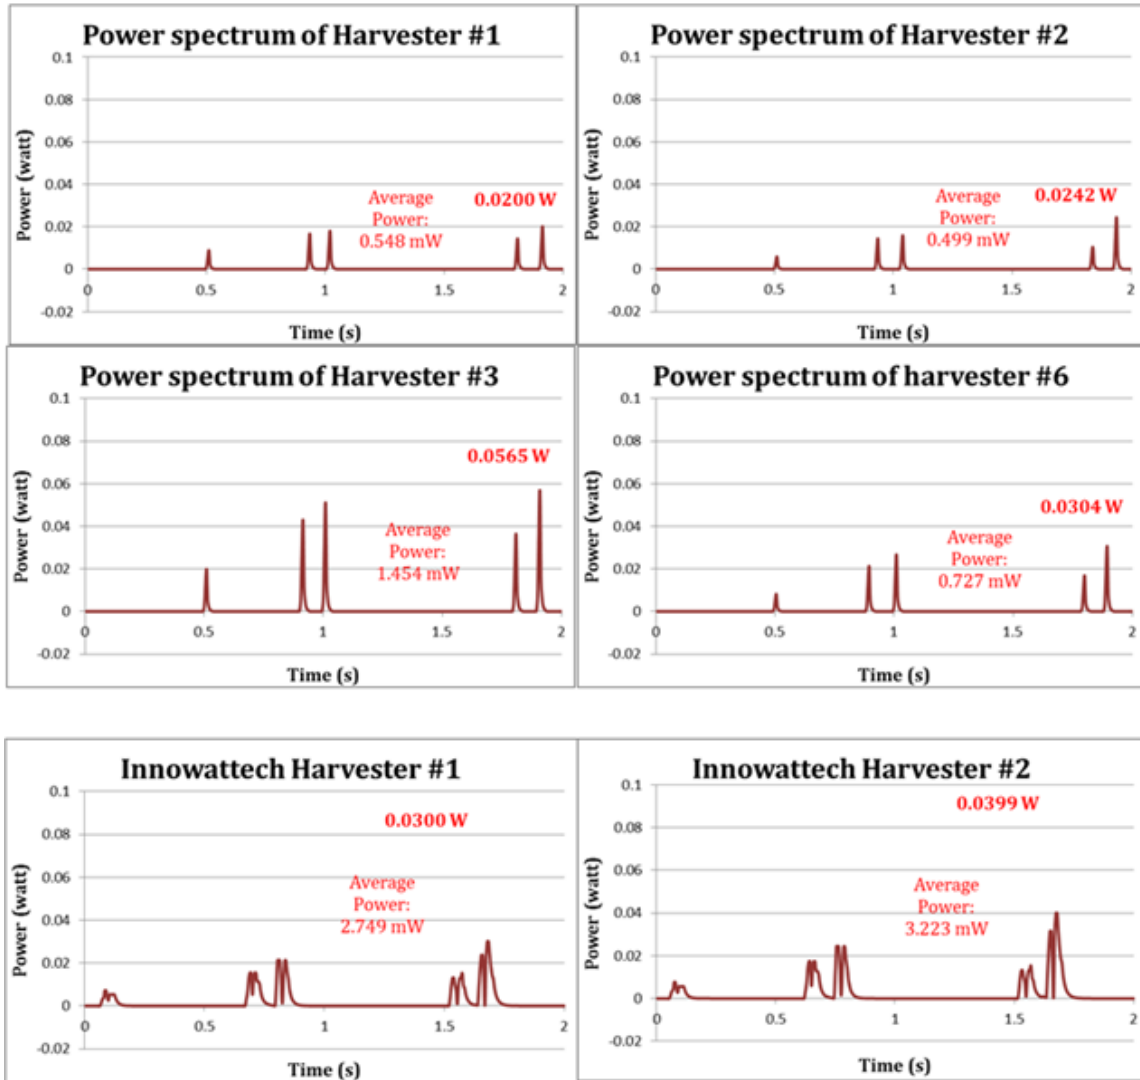 Power spectrum of Harvester #1
0.1
0.08
0.06
0.04
0.02
0
-0.02
Power (watt)
Average
Power:
0.548 mW
0.0200 W
0
0.5
1
1.5
2
Time (s)
Power spectrum of Harvester #2
0.1
0.08
0.06
0.04
0.02
0
-0.02
Power (watt)
Average
Power:
0.499 mW
0.0242 W
0
0.5
1
1.5
2
Time (s)
Power spectrum of Harvester #3
0.1
0.08
0.06
0.04
0.02
0
-0.02
Power (watt)
0.0565 W
Average
Power:
1.454 mW
0
0.5
1
1.5
2
Time (s)
Power spectrum of harvester #6
0.1
0.08
0.06
0.04
0.02
0
-0.02
Power (watt)
0.0304 W
Average
Power:
0.727 mW
0
0.5
1
1.5
2
Time (s)
Innowattech Harvester #1
0.1
0.08
0.06
0.04
0.02
0
-0.02
Power (watt)
0.0300 W
Average
Power:
2.749 mW
0
0.5
1
1.5
2
Time (s)
Innowattech Harvester #2
0.1
0.08
0.06
0.04
0.02
0
-0.02
Power (watt)
0.0399 W
Average
Power:
3.223 mW
0
0.5
1
1.5
2
Time (s)